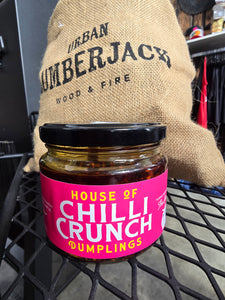 URBAN
LUMBERJACK
WOOD & FIRE
HOUSE OF
CHILLI
CRUNCH
DUMPLINGS